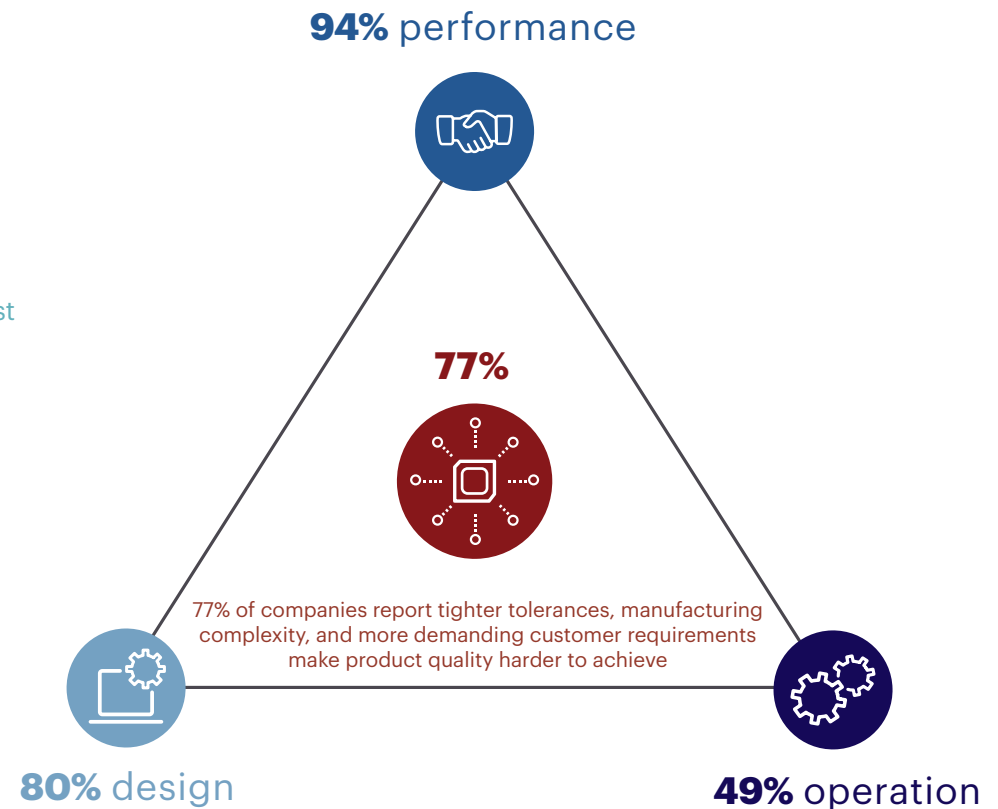 94% performance
st
77%
77% of companies report tighter tolerances, manufacturing
complexity, and more demanding customer requirements
make product quality harder to achieve
80% design
49% operation